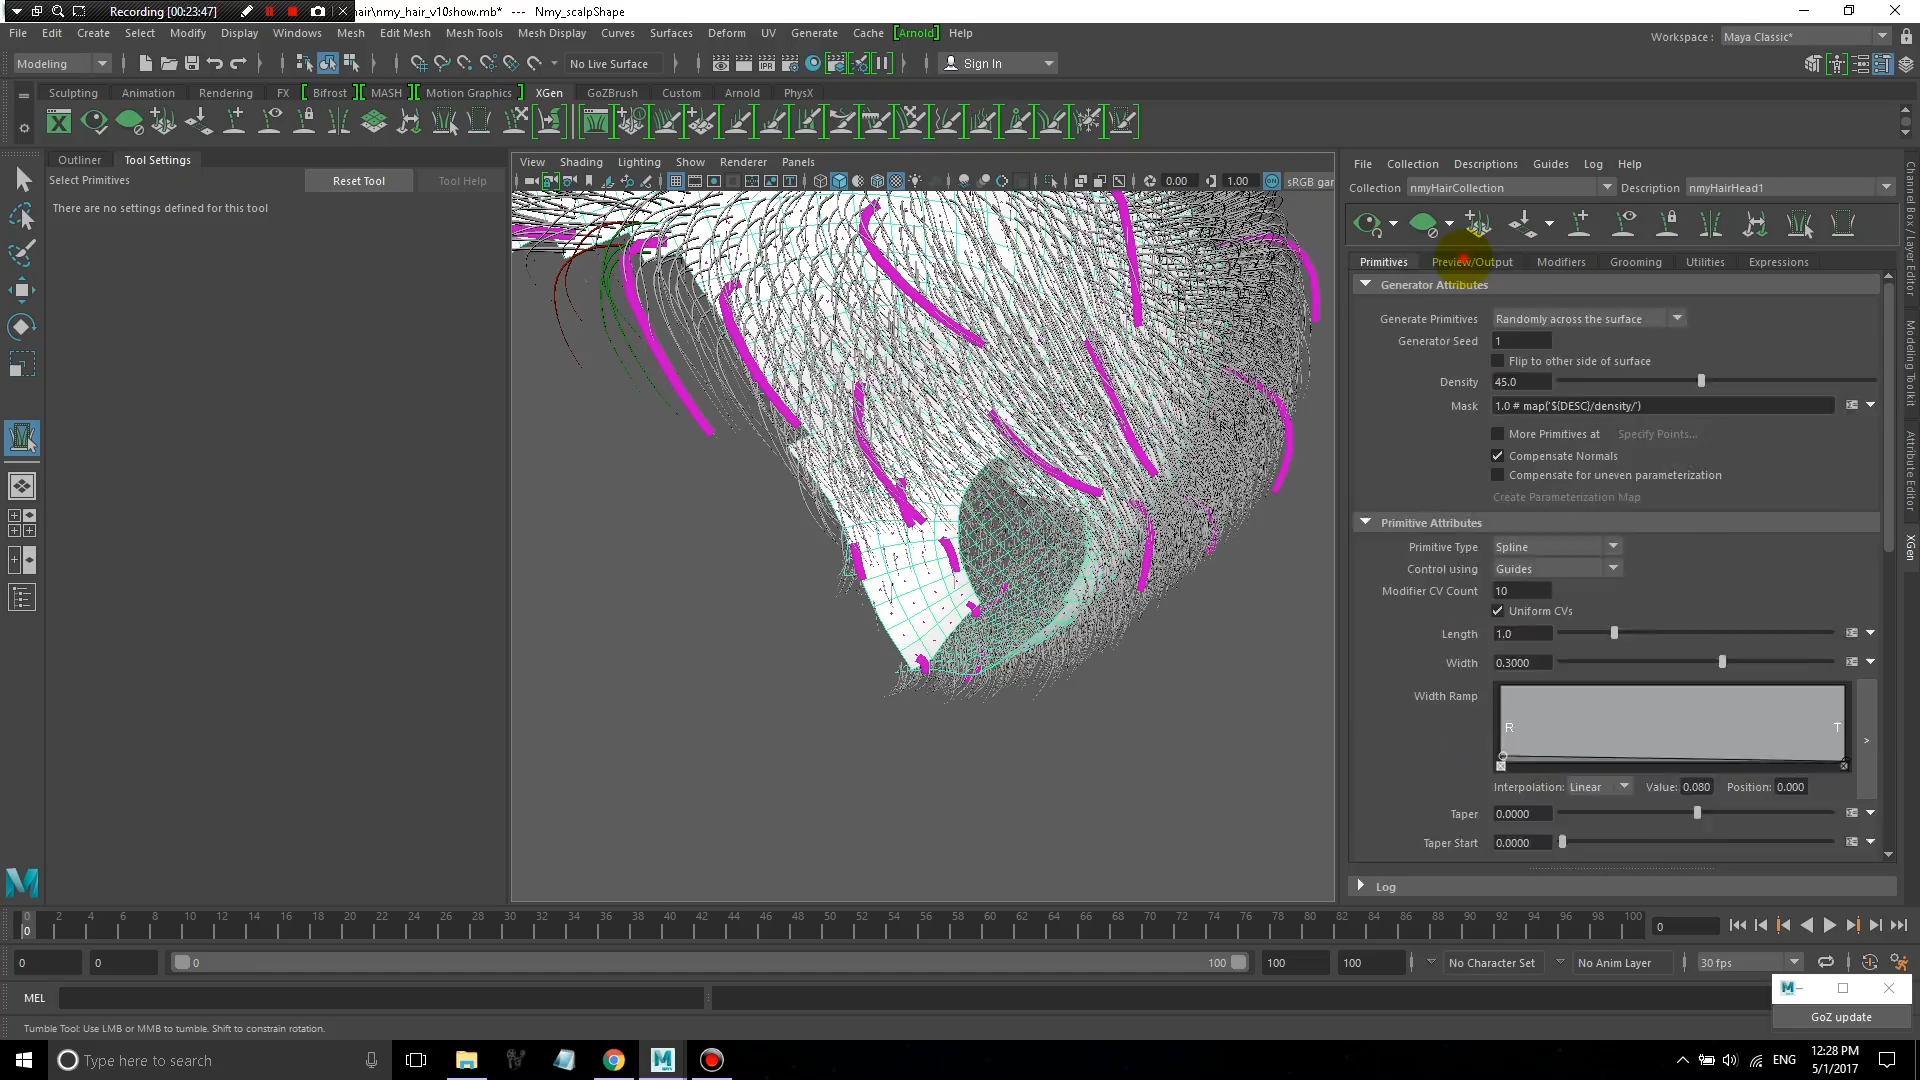 Recording [00:23:47]
hair\nmy_hair_v10show.mb* --- Nmy_scalpShape
File Edit Create Select Modify Display Windows Mesh Edit Mesh Mesh Tools Mesh Display Curves Surfaces Deform UV Generate Cache [Arnold] Help
Workspace : Maya Classic*
Modeling No Live Surface Sign In
Sculpting Animation Rendering FX Bifrost MASH Motion Graphics XGen GoZBrush Custom Arnold PhysX
Outliner Tool Settings
Select Primitives Reset Tool Tool Help
There are no settings defined for this tool
View Shading Lighting Show Renderer Panels
0.00 1.00 ON sRGB gar
File Collection Descriptions Guides Log Help
Collection nmyHairCollection Description nmyHairHead1
Primitives Preview/Output Modifiers Grooming Utilities Expressions
Generator Attributes
Generate Primitives Randomly across the surface
Generator Seed 1
Flip to other side of surface
Density 45.0
Mask 1.0 # map('${DESC}/density/')
More Primitives at Specify Points...
Compensate Normals
Compensate for uneven parameterization
Create Parameterization Map
Primitive Attributes
Primitive Type Spline
Control using Guides
Modifier CV Count 10
Uniform CVs
Length 1.0
Width 0.3000
Width Ramp
R T
>
Interpolation: Linear Value: 0.080 Position: 0.000
Taper 0.0000
Taper Start 0.0000
Log
Channel Box / Layer Editor
Modeling Toolkit
Attribute Editor
XGen
0 2 4 6 8 10 12 14 16 18 20 22 24 26 28 30 32 34 36 38 40 42 44 46 48 50 52 54 56 58 60 62 64 66 68 70 72 74 76 78 80 82 84 86 88 90 92 94 96 98 100
0 0
0 0 0 100 100 100 No Character Set No Anim Layer 30 fps
MEL
GoZ update
Tumble Tool: Use LMB or MMB to tumble. Shift to constrain rotation.
Type here to search
ENG
12:28 PM
5/1/2017